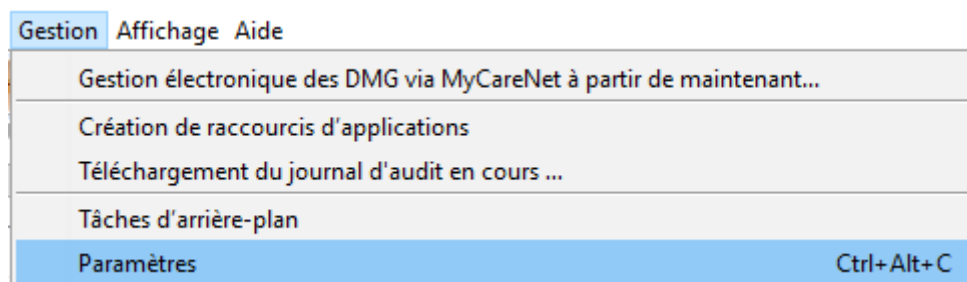 Gestion Affichage Aide
Gestion électronique des DMG via MyCareNet à partir de maintenant...
Création de raccourcis d’applications
Téléchargement du journal d'audit en cours ...
Tâches d’arrière-plan
Paramètres Ctrl+Alt+C